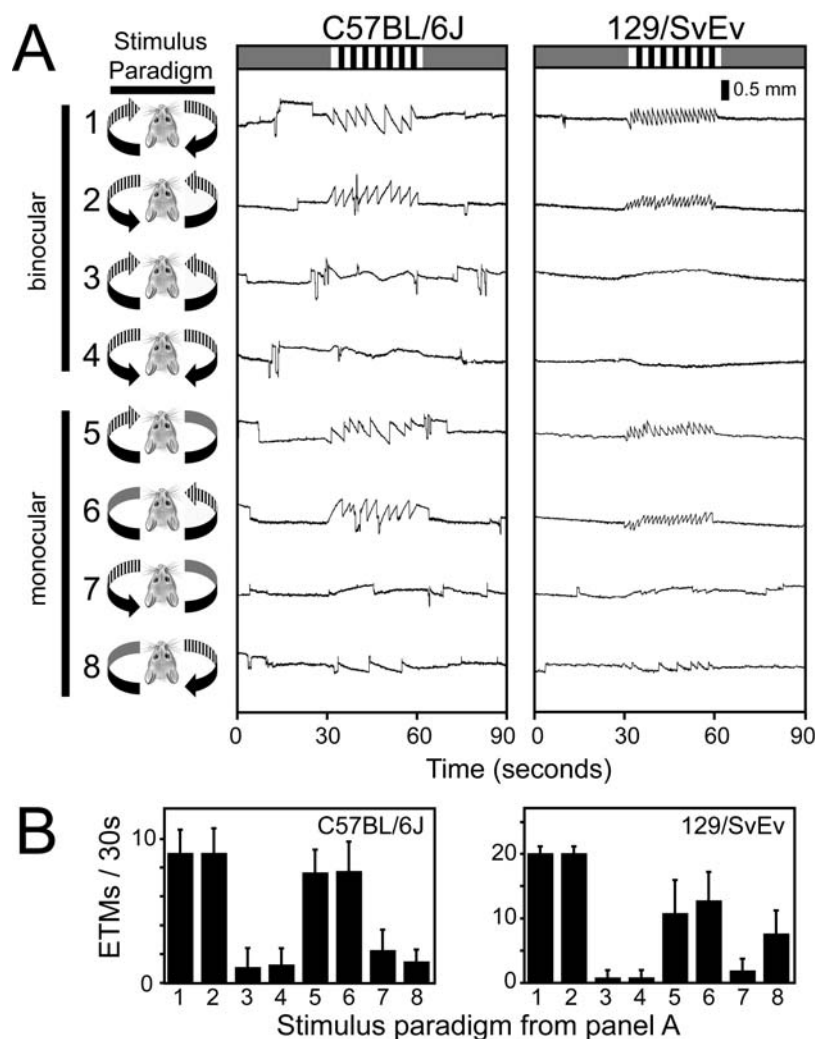 A
Stimulus
Paradigm
C57BL/6J
129/SvEv
0.5 mm
binocular
1
2
3
4
monocular
5
6
7
8
0 30 60 90
0 30 60 90
Time (seconds)
B
ETMs / 30s
10
0
C57BL/6J
1 2 3 4 5 6 7 8
20
10
0
129/SvEv
1 2 3 4 5 6 7 8
Stimulus paradigm from panel A